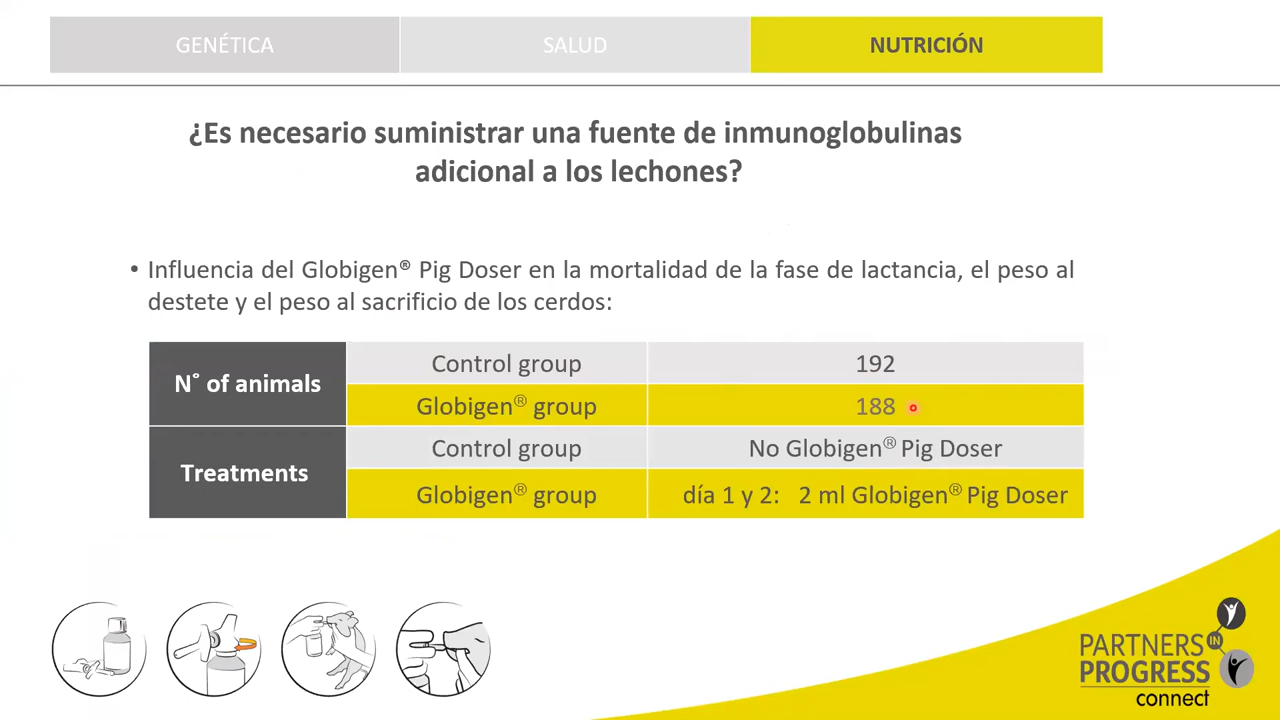 GENÉTICA
SALUD
NUTRICIÓN
¿Es necesario suministrar una fuente de inmunoglobulinas
adicional a los lechones?
• Influencia del Globigen® Pig Doser en la mortalidad de la fase de lactancia, el peso al
destete y el peso al sacrificio de los cerdos:
N° of animals
Control group
192
Globigen® group
188
Treatments
Control group
No Globigen® Pig Doser
Globigen® group
día 1 y 2: 2 ml Globigen® Pig Doser
PARTNERS
IN
PROGRESS
connect